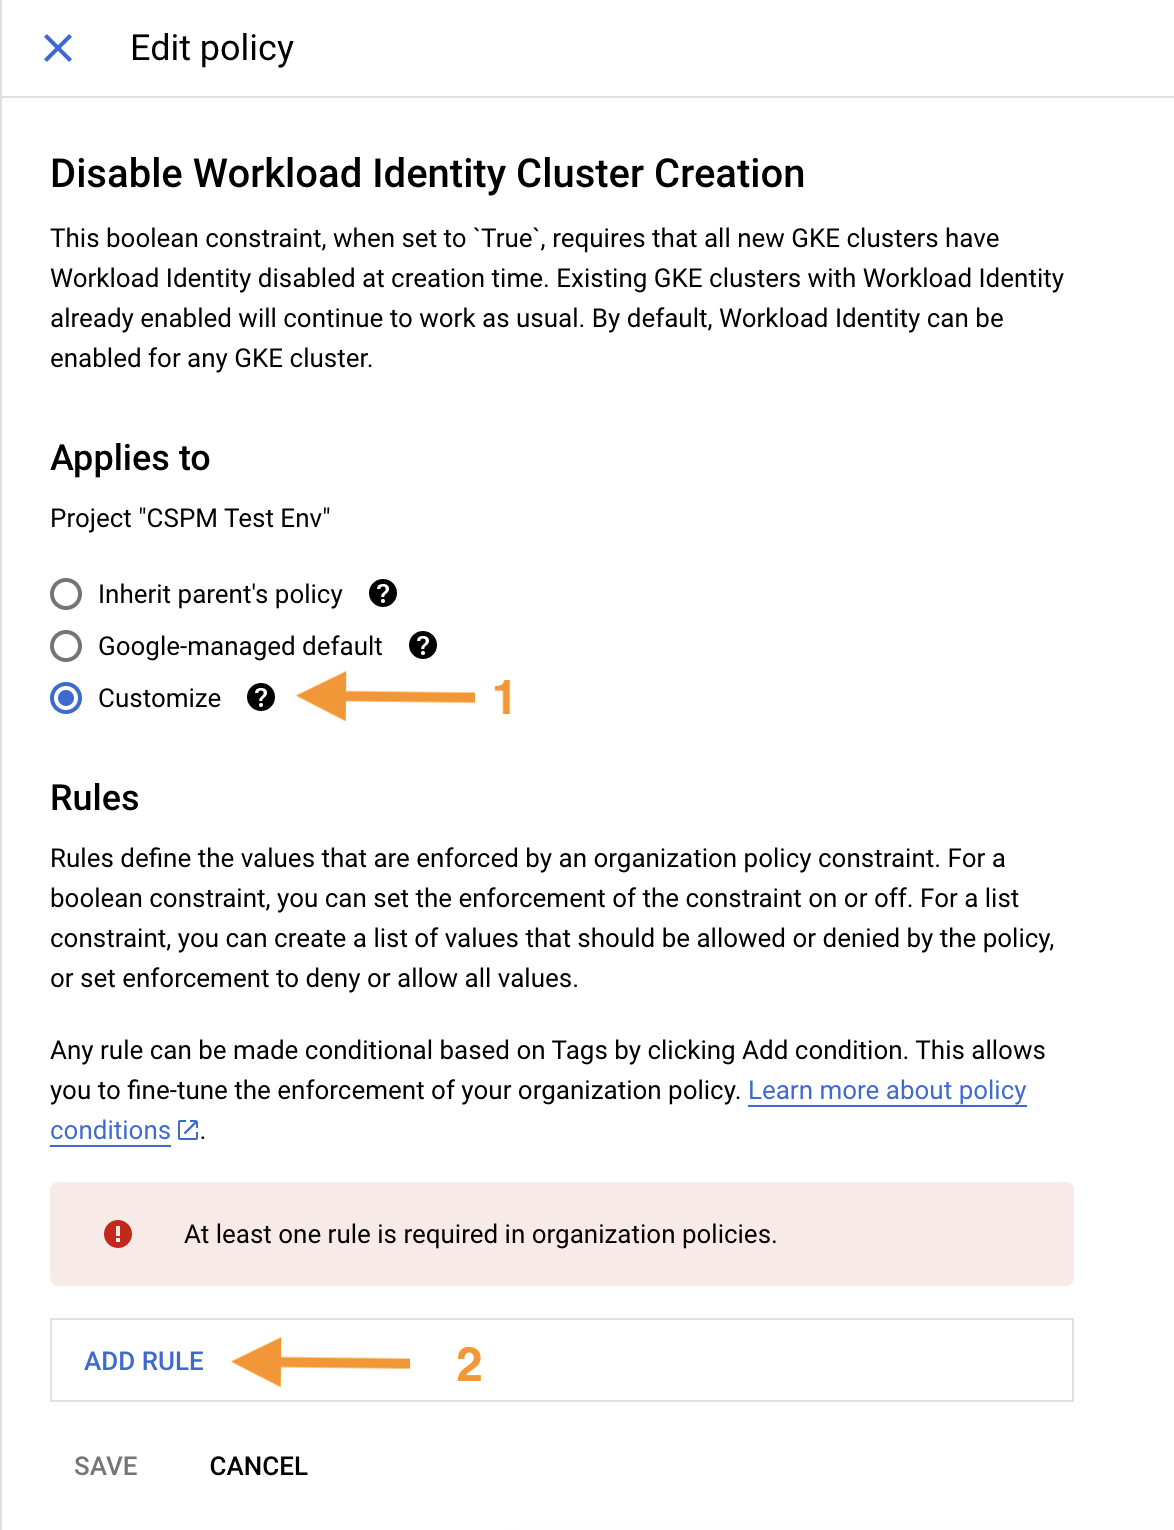 Edit policy
Disable Workload Identity Cluster Creation
This boolean constraint, when set to `True`, requires that all new GKE clusters have
Workload Identity disabled at creation time. Existing GKE clusters with Workload Identity
already enabled will continue to work as usual. By default, Workload Identity can be
enabled for any GKE cluster.
Applies to
Project "CSPM Test Env"
Inherit parent's policy
Google-managed default
Customize 1
Rules
Rules define the values that are enforced by an organization policy constraint. For a
boolean constraint, you can set the enforcement of the constraint on or off. For a list
constraint, you can create a list of values that should be allowed or denied by the policy,
or set enforcement to deny or allow all values.
Any rule can be made conditional based on Tags by clicking Add condition. This allows
you to fine-tune the enforcement of your organization policy. Learn more about policy
conditions .
At least one rule is required in organization policies.
ADD RULE 2
SAVE CANCEL